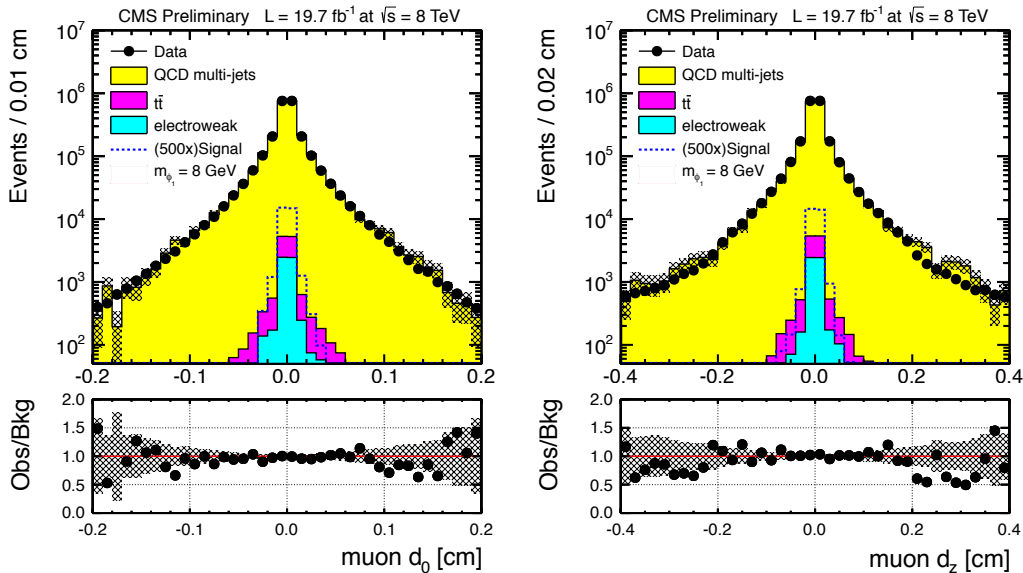 CMS Preliminary L = 19.7 fb⁻¹ at √s = 8 TeV
Events / 0.01 cm
10⁷
10⁶
10⁵
10⁴
10³
10²
Data
QCD multi-jets
tt̄
electroweak
(500x)Signal
m_ϕ₁ = 8 GeV
-0.2 -0.1 0.0 0.1 0.2
Obs/Bkg
2.0
1.5
1.0
0.5
0.0
-0.2 -0.1 0.0 0.1 0.2
muon d₀ [cm]
CMS Preliminary L = 19.7 fb⁻¹ at √s = 8 TeV
Events / 0.02 cm
10⁷
10⁶
10⁵
10⁴
10³
10²
Data
QCD multi-jets
tt̄
electroweak
(500x)Signal
m_ϕ₁ = 8 GeV
-0.4 -0.2 0.0 0.2 0.4
Obs/Bkg
2.0
1.5
1.0
0.5
0.0
-0.4 -0.2 0.0 0.2 0.4
muon d_z [cm]